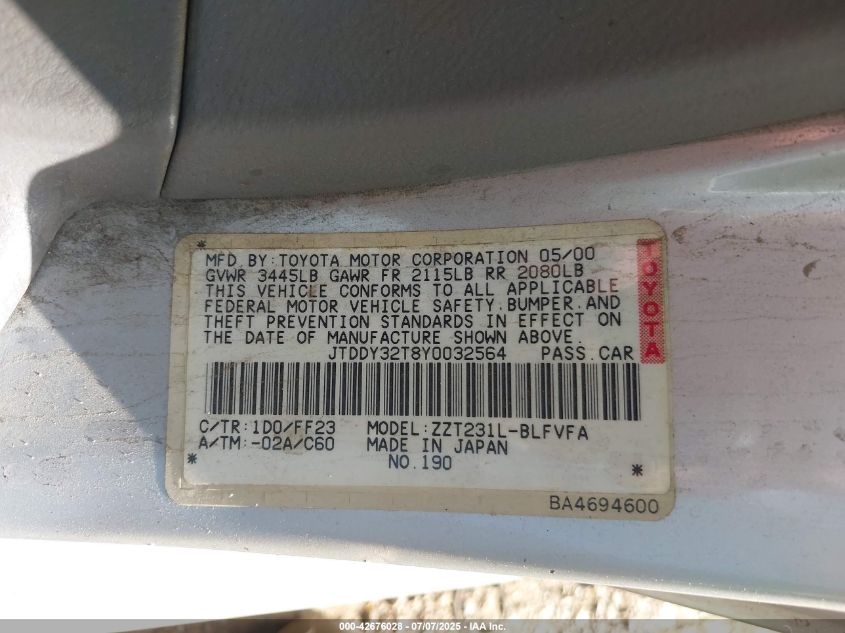 MFD. BY: TOYOTA MOTOR CORPORATION 05/00
GVWR 3445LB GAWR FR 2115LB RR 2080LB
THIS VEHICLE CONFORMS TO ALL APPLICABLE
FEDERAL MOTOR VEHICLE SAFETY, BUMPER, AND
THEFT PREVENTION STANDARDS IN EFFECT ON
THE DATE OF MANUFACTURE SHOWN ABOVE.
JTDDY32T8Y0032564 PASS. CAR
TOYOTA
C/TR: 1D0/FF23 MODEL: ZZT231L-BLFVFA
A/TM: -02A/C60 MADE IN JAPAN
NO. 190
BA4694600
000-42676028 - 07/07/2025 - IAA Inc.